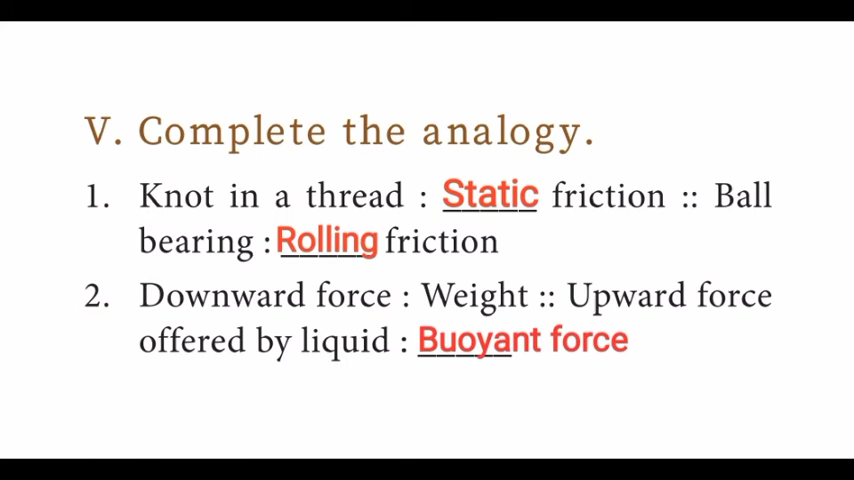 V. Complete the analogy.
1. Knot in a thread : Static friction :: Ball
bearing : Rolling friction
2. Downward force : Weight :: Upward force
offered by liquid : Buoyant force